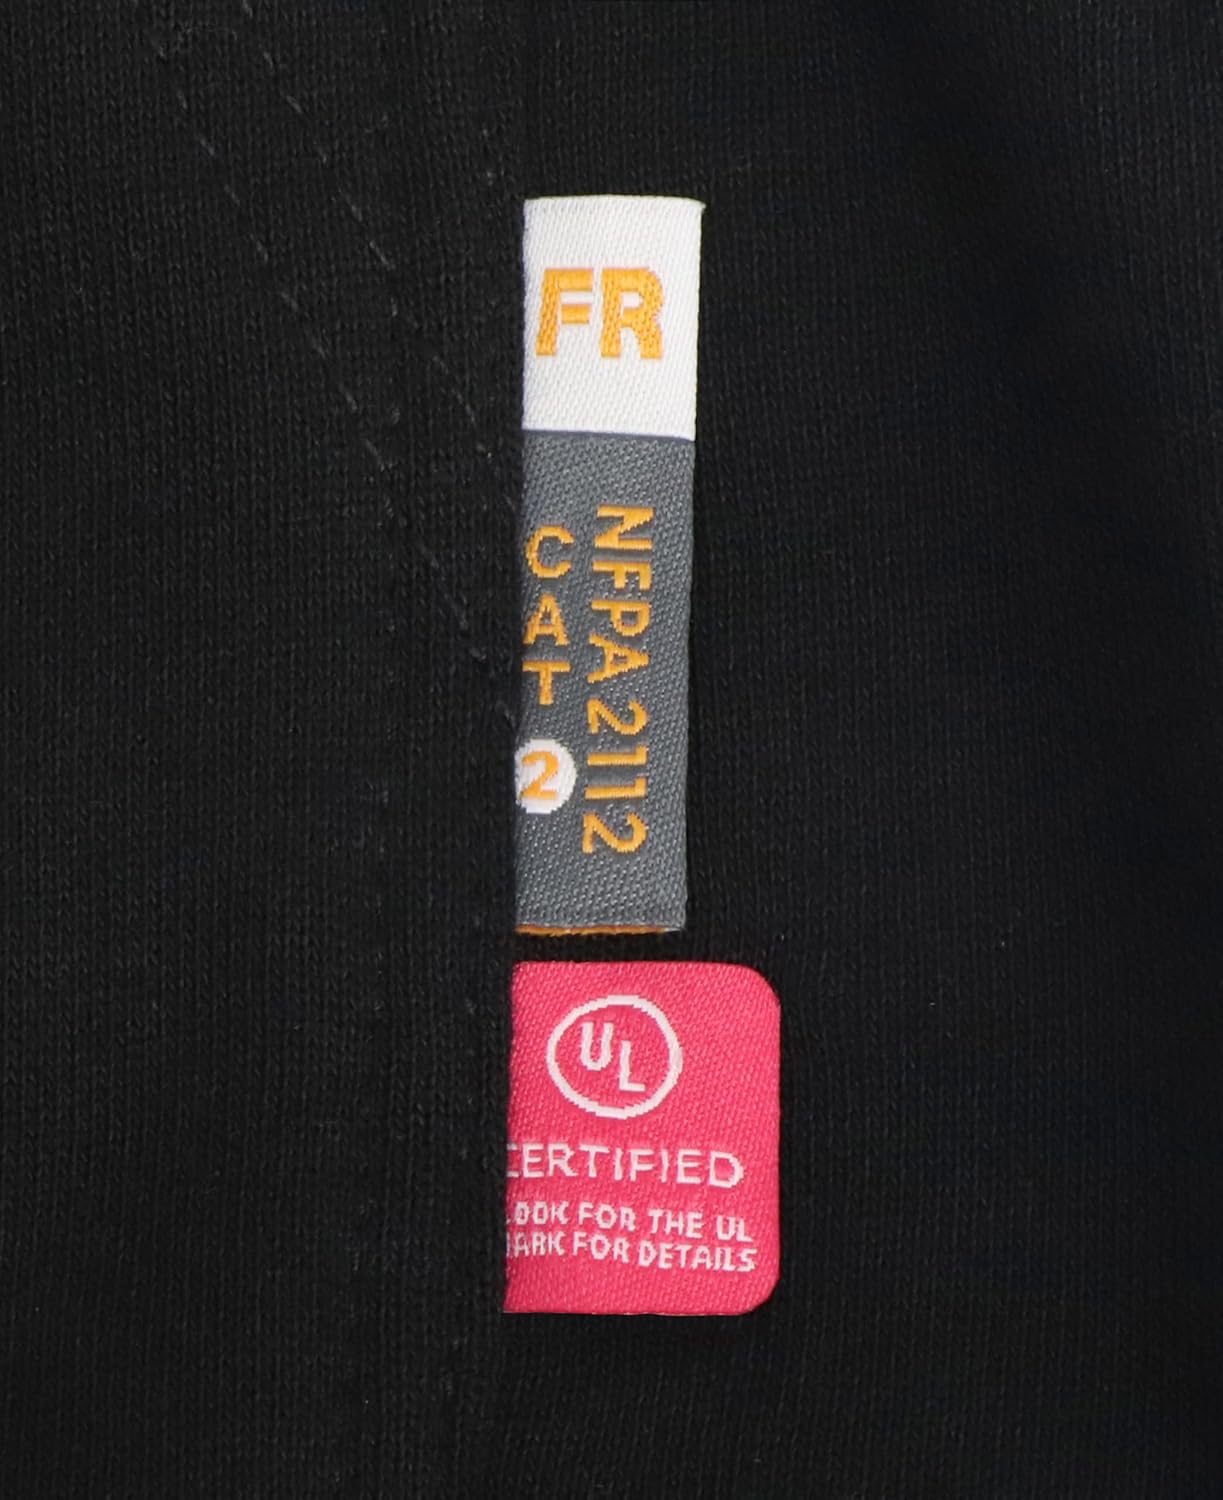 FR
NFPA 2112
CAT 2
UL
CERTIFIED
LOOK FOR THE UL
MARK FOR DETAILS